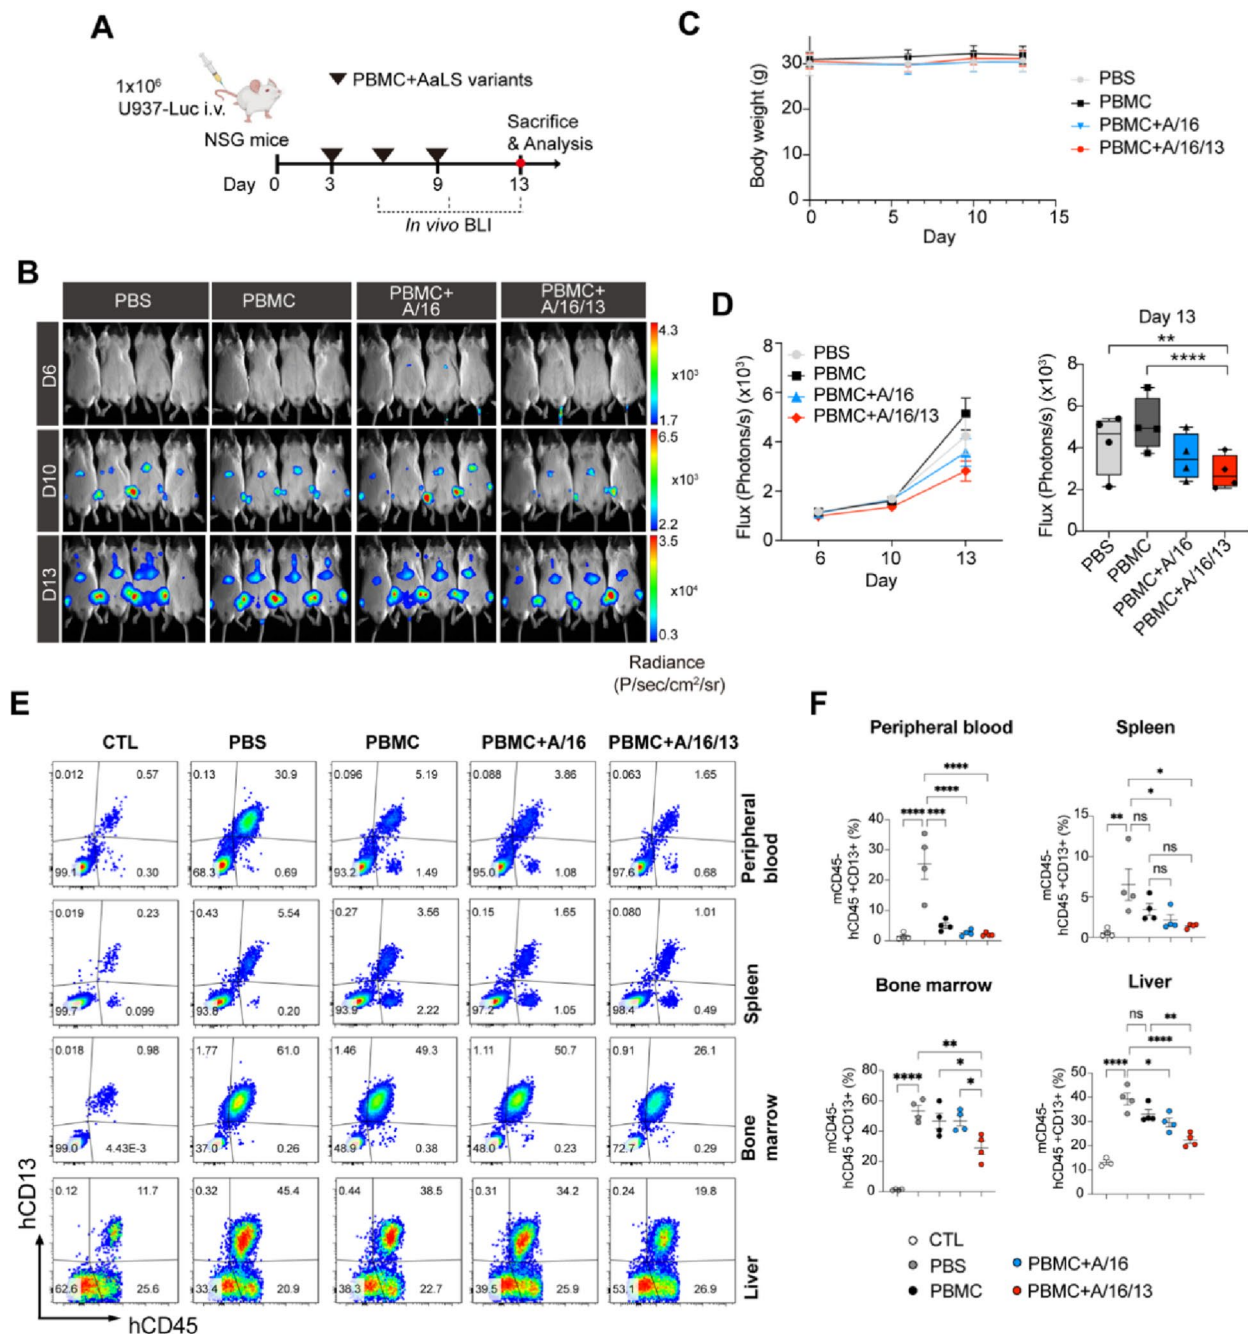 A
1x10⁶
U937-Luc i.v.
PBMC+AaLS variants
NSG mice
Sacrifice
& Analysis
Day 0 3 9 13
In vivo BLI
B
PBS PBMC PBMC+ A/16 PBMC+ A/16/13
D6
4.3
x10³
1.7
D10
6.5
x10³
2.2
D13
3.5
x10⁴
0.3
Radiance
(P/sec/cm²/sr)
C
Body weight (g)
30
20
10
0
0 5 10 15
Day
PBS
PBMC
PBMC+A/16
PBMC+A/16/13
D
Flux (Photons/s) (x10³)
8
6
4
2
0
6 10 13
Day
PBS
PBMC
PBMC+A/16
PBMC+A/16/13
Day 13
**
****
Flux (Photons/s) (x10³)
8
6
4
2
0
PBS PBMC PBMC+A/16 PBMC+A/16/13
E
CTL PBS PBMC PBMC+A/16 PBMC+A/16/13
0.012 0.57 0.13 30.9 0.096 5.19 0.088 3.86 0.063 1.65
99.1 0.30 68.3 0.69 93.2 1.49 95.0 1.08 97.6 0.68
Peripheral
blood
0.019 0.23 0.43 5.54 0.27 3.56 0.15 1.65 0.080 1.01
99.7 0.099 93.8 0.20 93.9 2.22 97.2 1.05 98.4 0.49
Spleen
0.018 0.98 1.77 61.0 1.46 49.3 1.11 50.7 0.91 26.1
99.0 4.43E-3 37.0 0.26 48.9 0.38 48.0 0.23 72.7 0.29
Bone
marrow
0.12 11.7 0.32 45.4 0.44 38.5 0.31 34.2 0.24 19.8
62.6 25.6 33.4 20.9 38.3 22.7 39.5 25.9 53.1 26.9
Liver
hCD13
hCD45
F
Peripheral blood
****
****
**** ***
mCD45-
hCD45 +CD13+ (%)
40
30
20
10
0
Spleen
*
*
** ns
ns
ns
mCD45-
hCD45 +CD13+ (%)
15
10
5
0
Bone marrow
**
*
**** *
mCD45-
hCD45 +CD13+ (%)
80
60
40
20
0
Liver
ns **
****
**** *
mCD45-
hCD45 +CD13+ (%)
50
40
30
20
10
0
CTL
PBS
PBMC
PBMC+A/16
PBMC+A/16/13